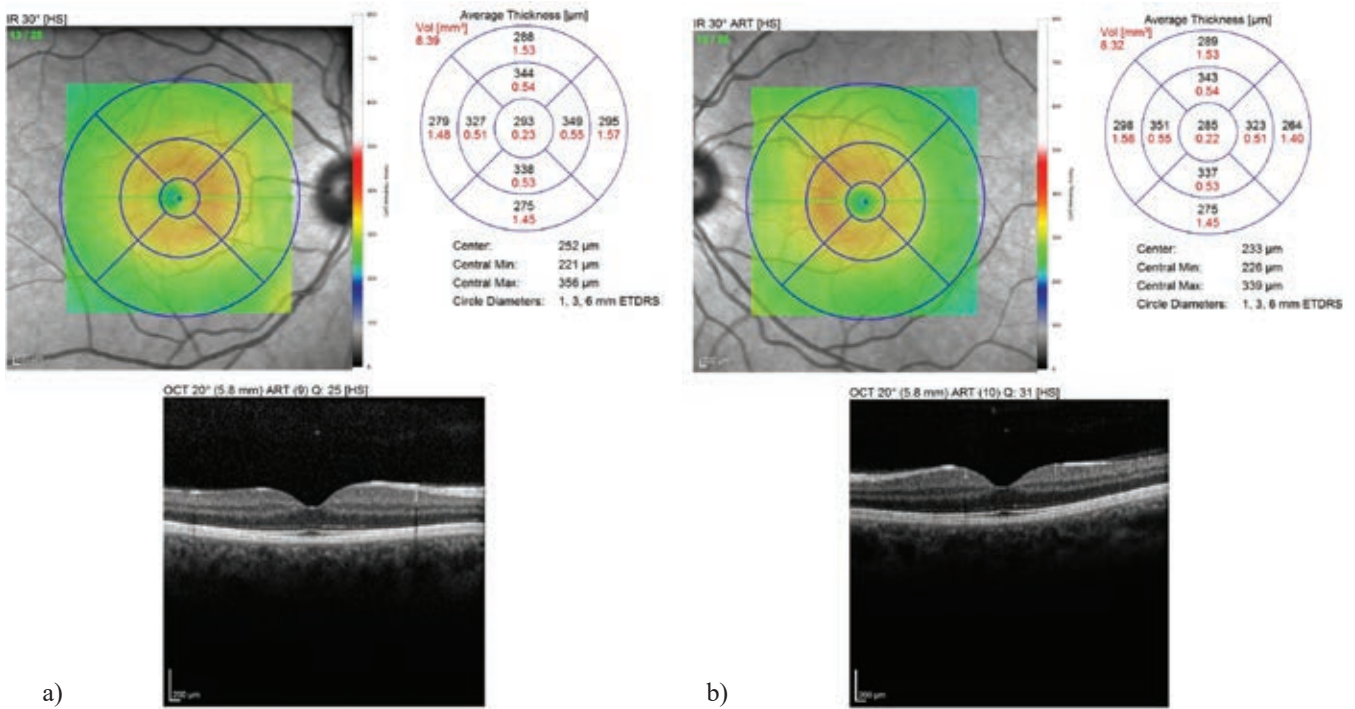 IR 30° [HS]
13 / 25
Average Thickness [µm]
Vol [mm³]
8.39
288
1.53
344
0.54
279 327 293 349 295
1.48 0.51 0.23 0.55 1.57
338
0.53
275
1.45
Center: 252 µm
Central Min: 221 µm
Central Max: 356 µm
Circle Diameters: 1, 3, 6 mm ETDRS
OCT 20° (5.8 mm) ART (9) Q: 25 [HS]
200 µm
a)
IR 30° ART [HS]
Average Thickness [µm]
Vol [mm³]
8.32
289
1.53
343
0.54
298 351 285 323 264
1.58 0.55 0.22 0.51 1.40
337
0.53
275
1.45
Center: 233 µm
Central Min: 226 µm
Central Max: 339 µm
Circle Diameters: 1, 3, 6 mm ETDRS
OCT 20° (5.8 mm) ART (10) Q: 31 [HS]
200 µm
b)